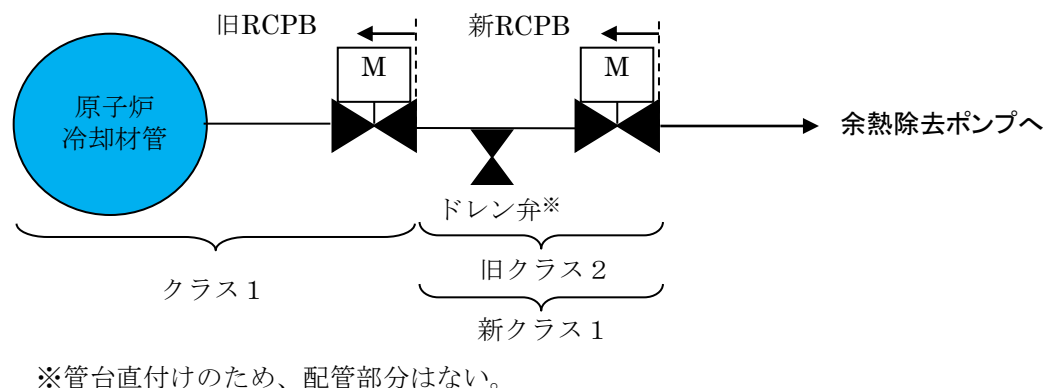 旧RCPB
新RCPB
M
M
原子炉
冷却材管
余熱除去ポンプへ
ドレン弁※
旧クラス２
クラス１
新クラス１
※管台直付けのため、配管部分はない。